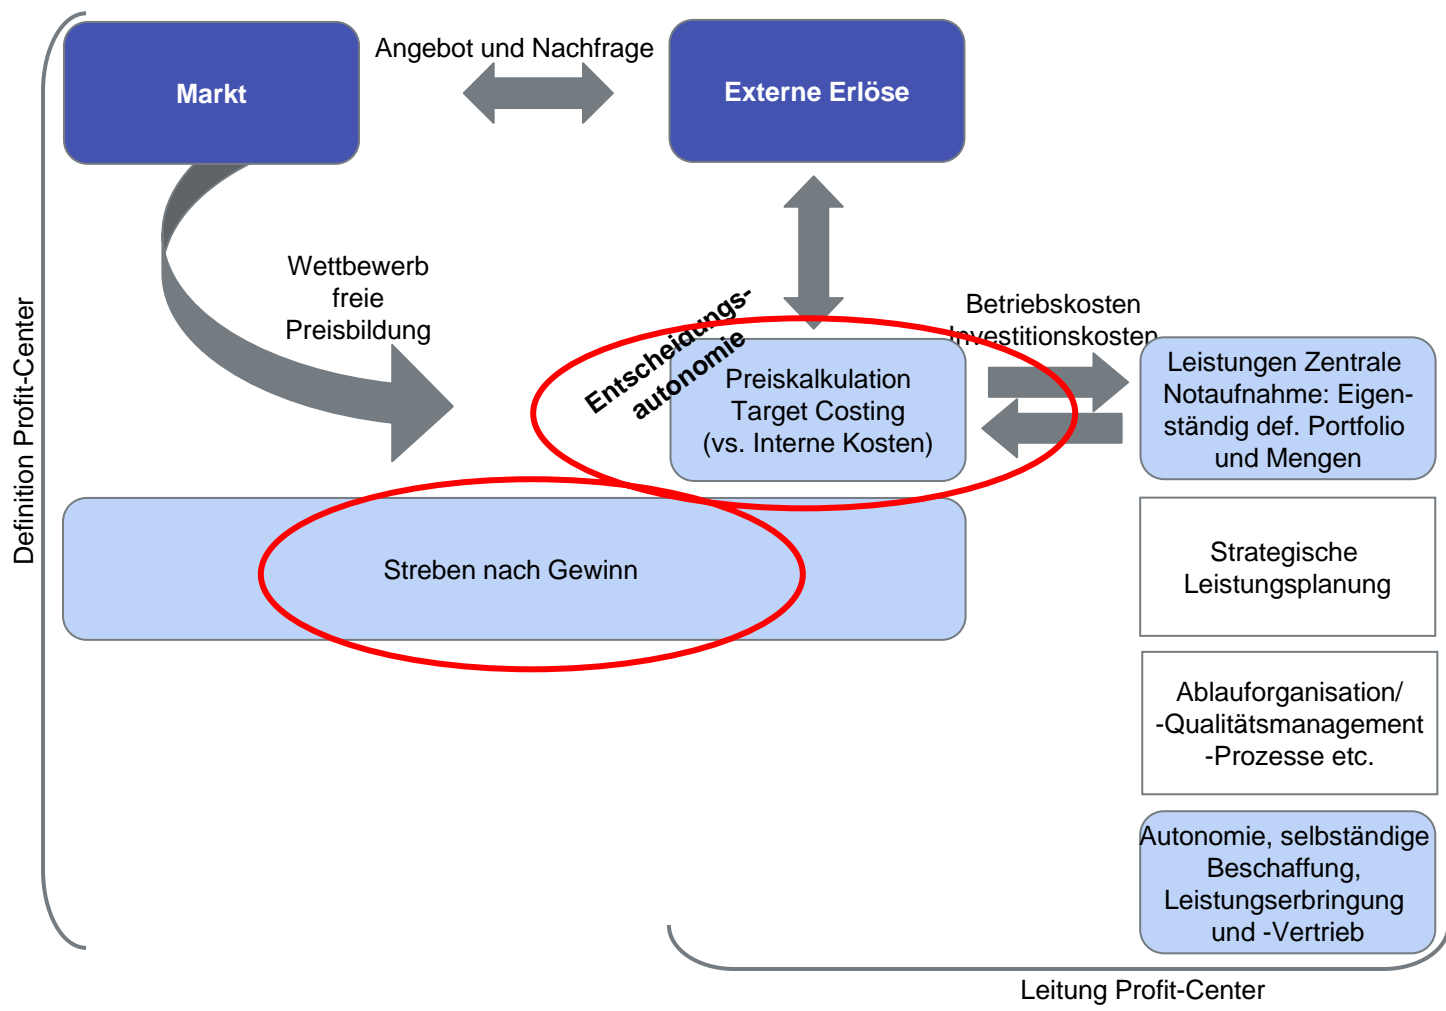 Angebot und Nachfrage
Markt
Externe Erlöse
Wettbewerb
freie
Preisbildung
Entscheidungs-
autonomie
Betriebskosten
Investitionskosten
Preiskalkulation
Target Costing
(vs. Interne Kosten)
Leistungen Zentrale
Notaufnahme: Eigen-
ständig def. Portfolio
und Mengen
Definition Profit-Center
Streben nach Gewinn
Strategische
Leistungsplanung
Ablauforganisation/
-Qualitätsmanagement
-Prozesse etc.
Autonomie, selbständige
Beschaffung,
Leistungserbringung
und -Vertrieb
Leitung Profit-Center